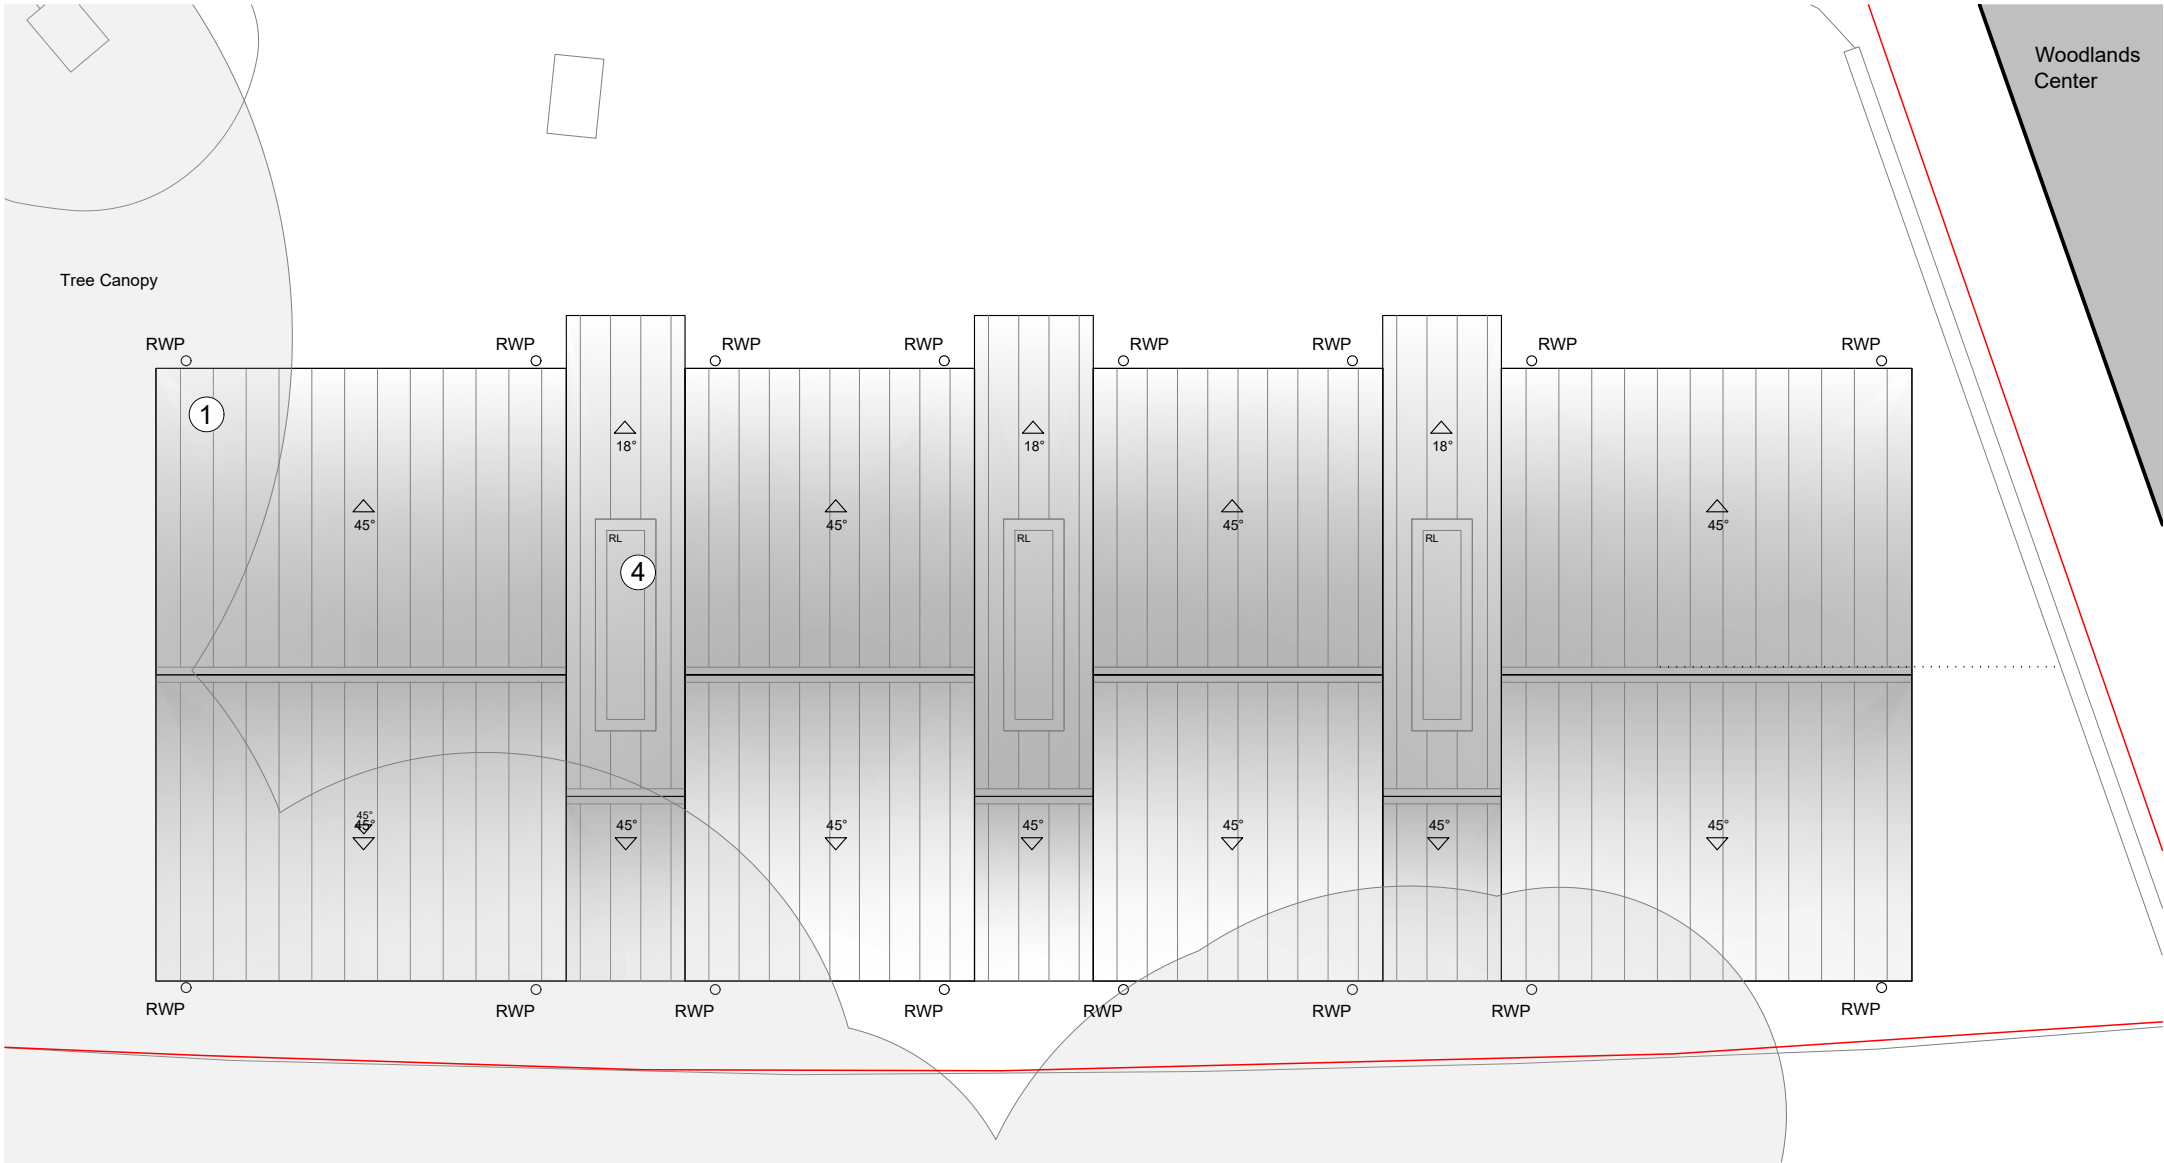 Woodlands
Center
Tree Canopy
RWP RWP RWP RWP RWP RWP RWP RWP
1
18° 18° 18°
45° 45° 45° 45°
RL RL RL
4
45°
45° 45° 45° 45° 45° 45° 45°
RWP RWP RWP RWP RWP RWP RWP RWP